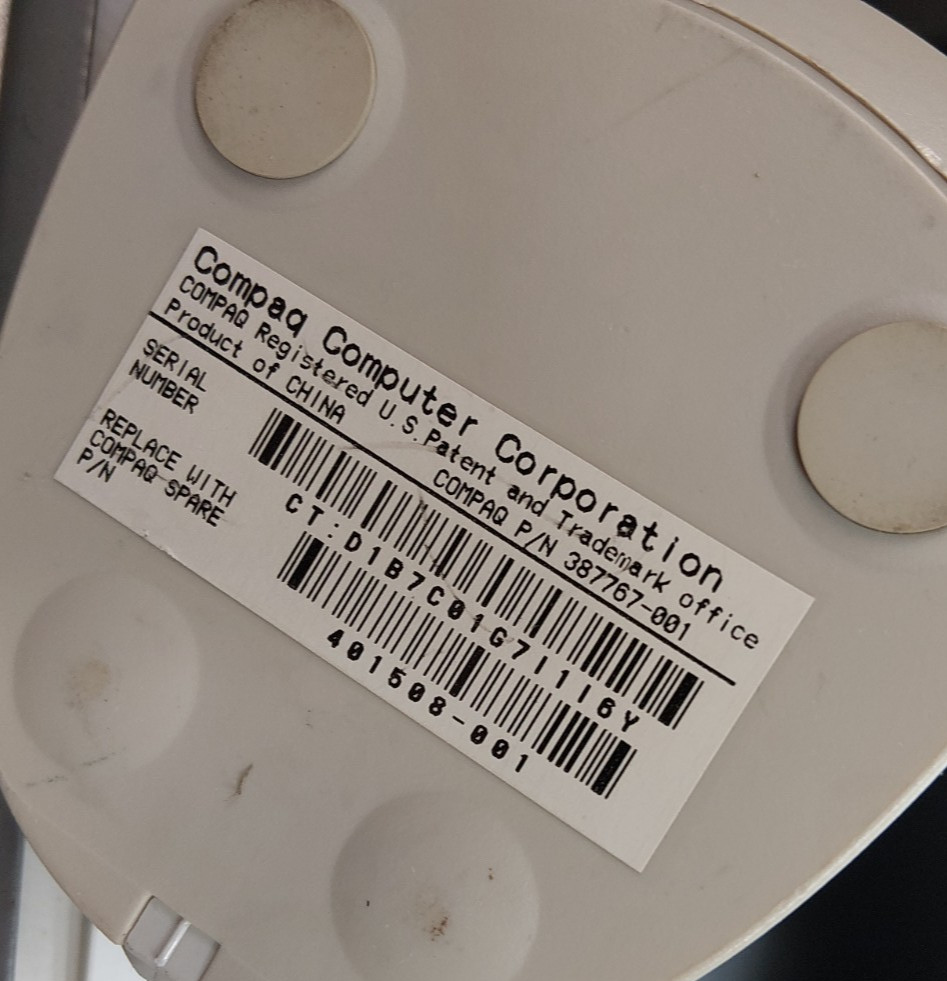 Compaq Computer Corporation
COMPAQ Registered U.S.Patent and Trademark office
Product of CHINA COMPAQ P/N 387767-001
SERIAL
NUMBER
CT:D1B7C01G7I1I6Y
REPLACE WITH
COMPAQ SPARE
P/N
401508-001